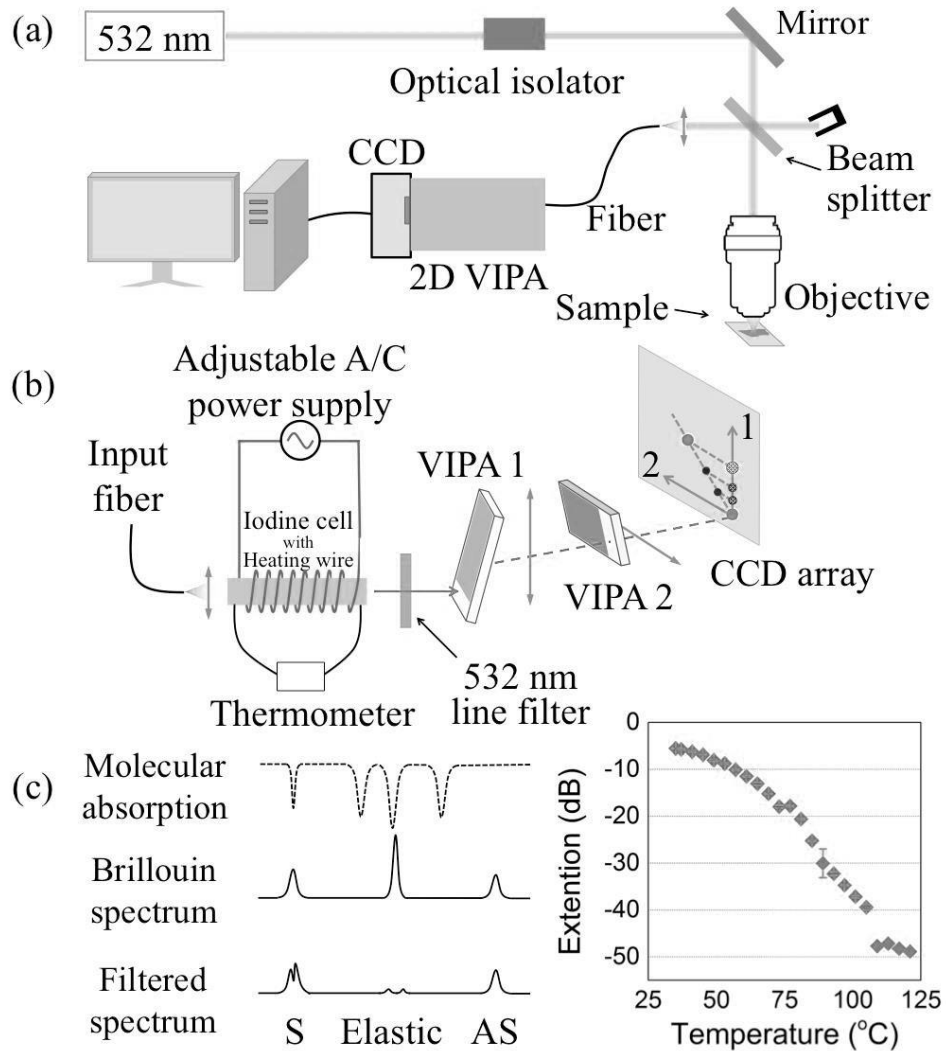 (a)
532 nm
Mirror
Optical isolator
CCD
Beam
splitter
Fiber
2D VIPA
Sample
Objective
(b)
Adjustable A/C
power supply
Input
fiber
VIPA 1
1
2
Iodine cell
with
Heating wire
VIPA 2
CCD array
532 nm
line filter
Thermometer
(c)
Molecular
absorption
Brillouin
spectrum
Filtered
spectrum
S Elastic AS
0
-10
-20
-30
-40
-50
Extention (dB)
25 50 75 100 125
Temperature (°C)